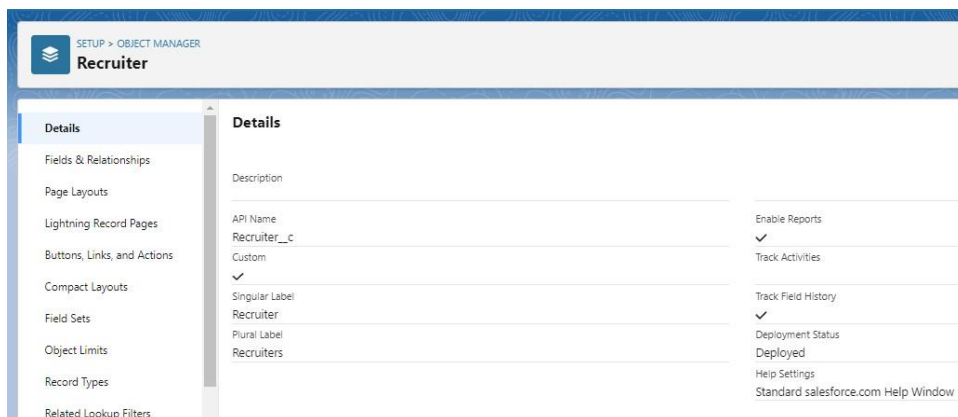 SETUP > OBJECT MANAGER
Recruiter
Details
Fields & Relationships
Page Layouts
Lightning Record Pages
Buttons, Links, and Actions
Compact Layouts
Field Sets
Object Limits
Record Types
Related Lookup Filters
Details
Description
API Name
Recruiter__c
Custom
Singular Label
Recruiter
Plural Label
Recruiters
Enable Reports
Track Activities
Track Field History
Deployment Status
Deployed
Help Settings
Standard salesforce.com Help Window